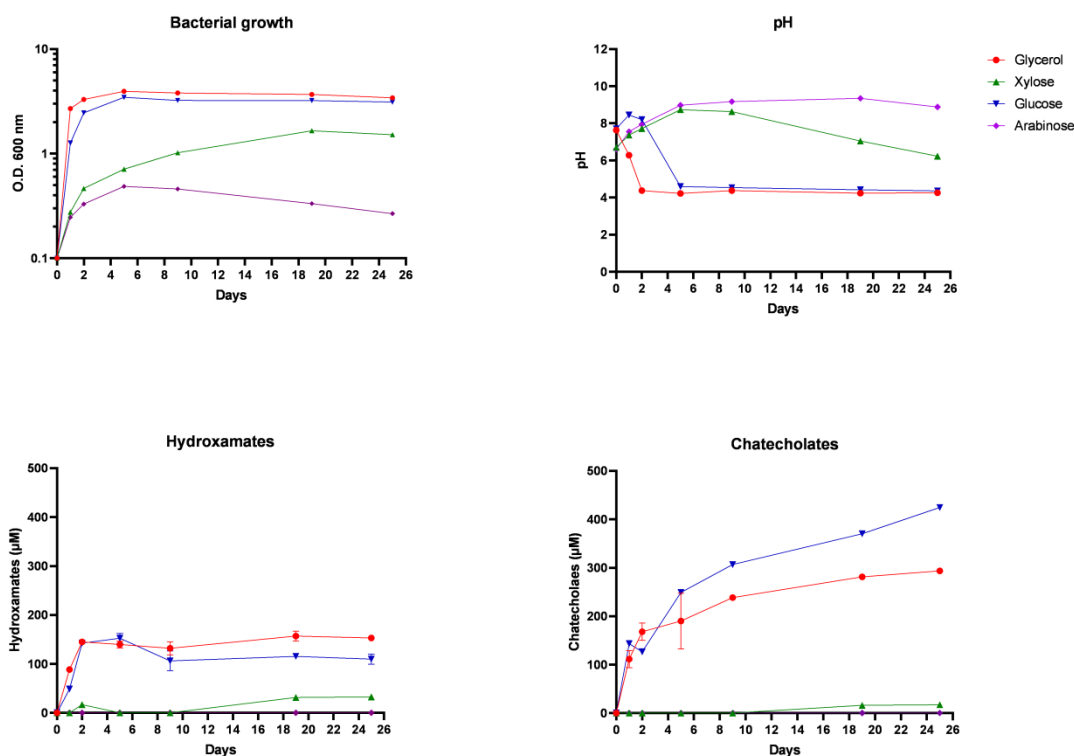 Bacterial growth
10
1
0.1
O.D. 600 nm
0 2 4 6 8 10 12 14 16 18 20 22 24 26
Days
pH
12
10
8
6
4
2
0
pH
0 2 4 6 8 10 12 14 16 18 20 22 24 26
Days
Glycerol
Xylose
Glucose
Arabinose
Hydroxamates
500
400
300
200
100
0
Hydroxamates (µM)
0 2 4 6 8 10 12 14 16 18 20 22 24 26
Days
Chatecholates
500
400
300
200
100
0
Chatecholaes (µM)
0 2 4 6 8 10 12 14 16 18 20 22 24 26
Days